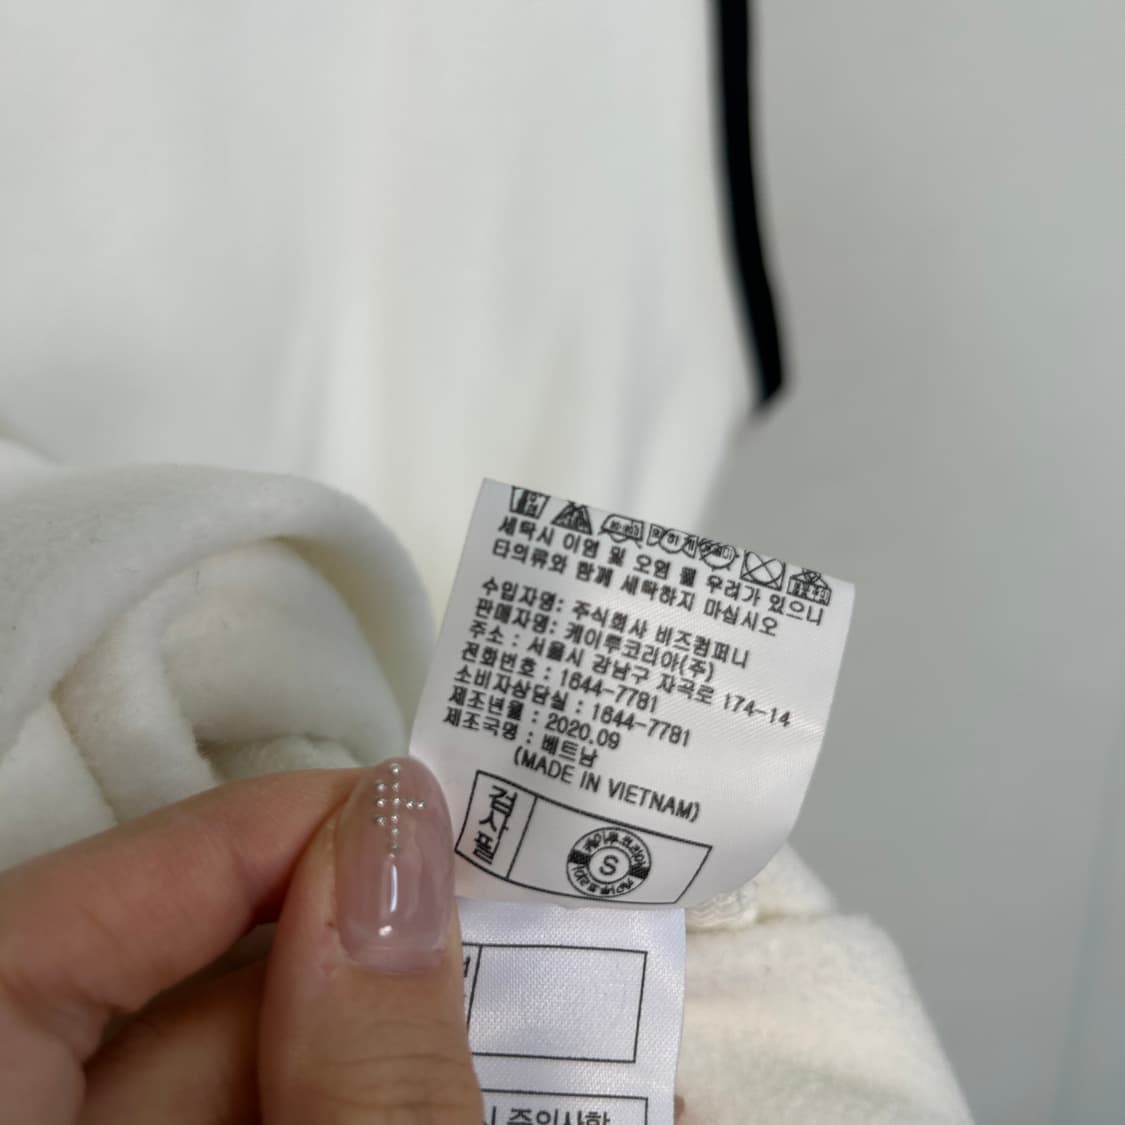 세탁시 이염 및 오염 될 우려가 있으니
타의류와 함께 세탁하지 마십시오
수입자명: 주식회사 비즈컴퍼니
판매자명: 케이투코리아(주)
주소 : 서울시 강남구 자곡로 174-14
전화번호 : 1644-7781
소비자상담실 : 1644-7781
제조년월 : 2020.09
제조국명 : 베트남
(MADE IN VIETNAM)
검사필
S
주의사항